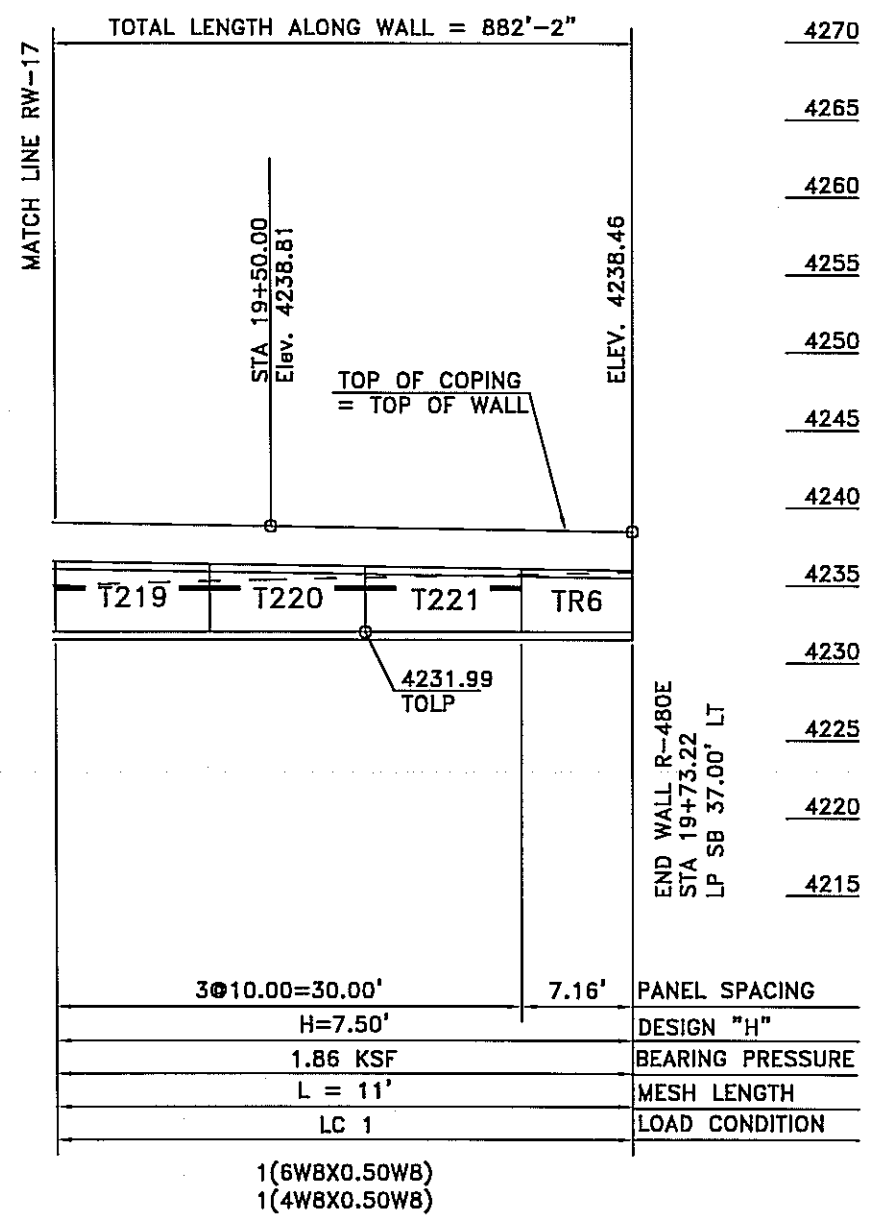 TOTAL LENGTH ALONG WALL = 882'-2"
MATCH LINE RW-17
STA 19+50.00
Elev. 4238.81
ELEV. 4238.46
TOP OF COPING
= TOP OF WALL
4270
4265
4260
4255
4250
4245
4240
4235
4230
4225
4220
4215
T219
T220
T221
TR6
4231.99
TOLP
END WALL R-480E
STA 19+73.22
LP SB 37.00' LT
3@10.00=30.00'
7.16'
PANEL SPACING
H=7.50'
DESIGN "H"
1.86 KSF
BEARING PRESSURE
L = 11'
MESH LENGTH
LC 1
LOAD CONDITION
1(6W8X0.50W8)
1(4W8X0.50W8)